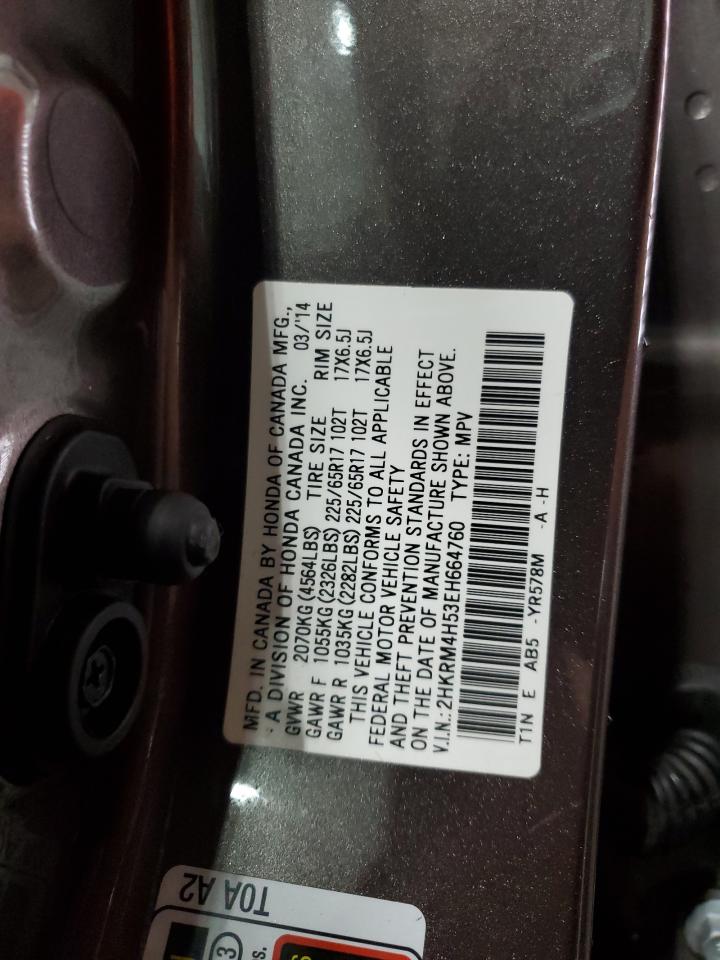 MFD. IN CANADA BY HONDA OF CANADA MFG.,
-A DIVISION OF HONDA CANADA INC. 03/'14
GVWR 2070KG (4564LBS) TIRE SIZE RIM SIZE
GAWR F 1055KG (2326LBS) 225/65R17 102T 17X6.5J
GAWR R 1035KG (2282LBS) 225/65R17 102T 17X6.5J
THIS VEHICLE CONFORMS TO ALL APPLICABLE
FEDERAL MOTOR VEHICLE SAFETY
AND THEFT PREVENTION STANDARDS IN EFFECT
ON THE DATE OF MANUFACTURE SHOWN ABOVE.
V.I.N.: 2HKRM4H53EH664760 TYPE: MPV
T1N E AB5 -YR578M -A -H
T0A A2
3
s.